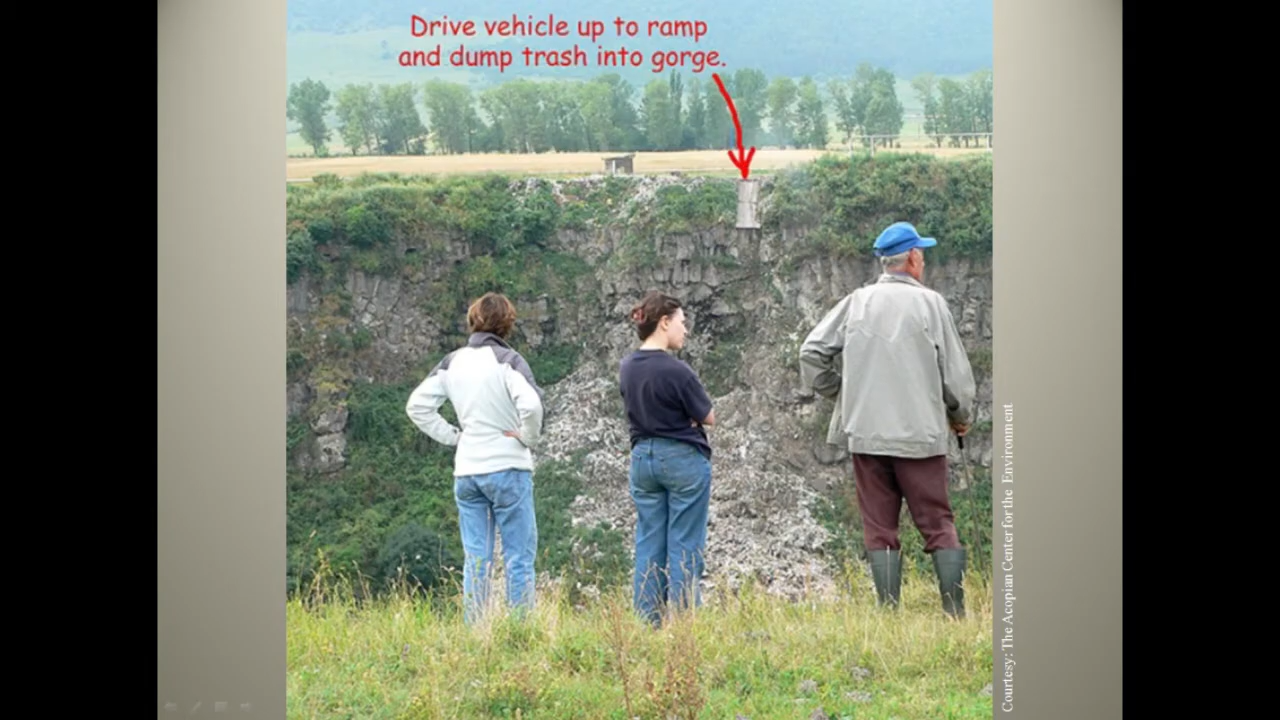 Drive vehicle up to ramp
and dump trash into gorge.
Courtesy: The Acopian Center for the Environment